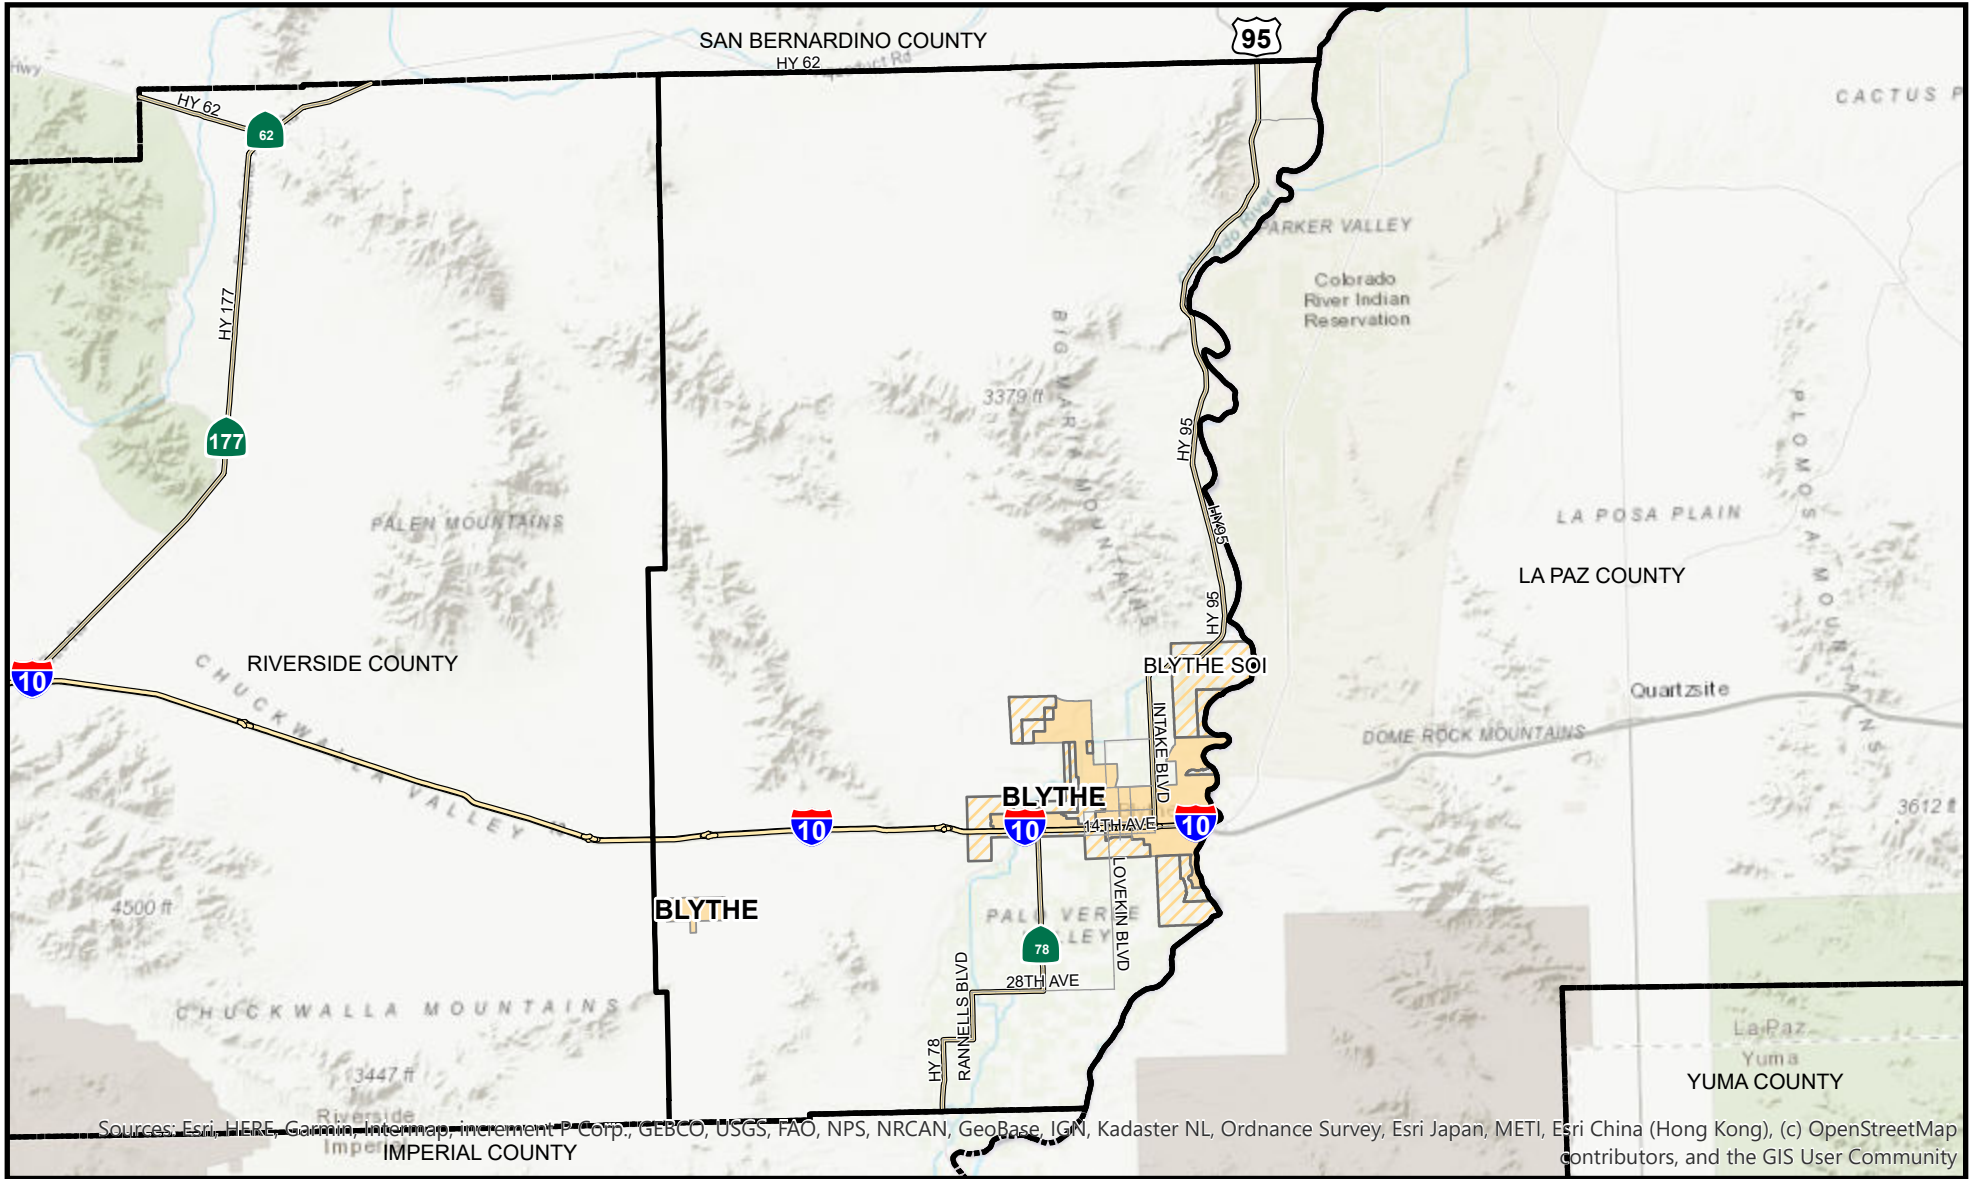 SAN BERNARDINO COUNTY
95
HY 62
Hwy
CACTUS P
HY 62
62
Colorado River
PARKER VALLEY
Colorado
River Indian
Reservation
HY 177
BIG MARIA MOUNTAINS
3379 ft
PLOMOSA MOUNTAINS
177
HY 95
PALEN MOUNTAINS
HY 95
LA POSA PLAIN
LA PAZ COUNTY
HY 95
RIVERSIDE COUNTY
BLYTHE SOI
10
CHUCKWALLA VALLEY
Quartzsite
INTAKE BLVD
DOME ROCK MOUNTAINS
BLYTHE
10
10
14TH AVE
10
3612 ft
LOVEKIN BLVD
4500 ft
BLYTHE
PALO VERDE
VALLEY
78
28TH AVE
RANNELLS BLVD
CHUCKWALLA MOUNTAINS
HY 78
La Paz
Yuma
3447 ft
YUMA COUNTY
Riverside
Imperial
Sources: Esri, HERE, Garmin, Intermap, increment P Corp., GEBCO, USGS, FAO, NPS, NRCAN, GeoBase, IGN, Kadaster NL, Ordnance Survey, Esri Japan, METI, Esri China (Hong Kong), (c) OpenStreetMap
contributors, and the GIS User Community
IMPERIAL COUNTY